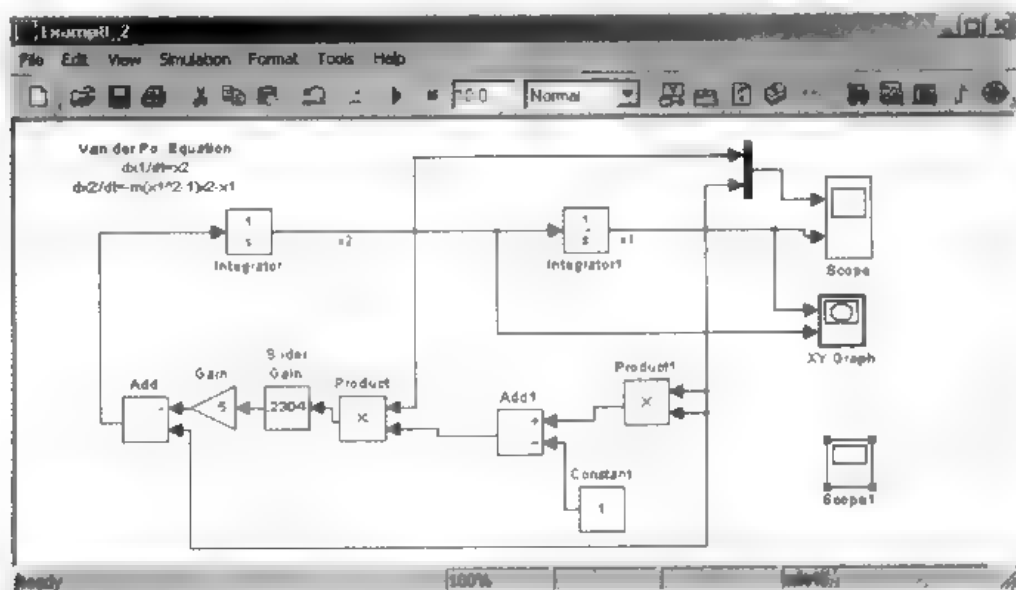 File Edit View Simulation Format Tools Help
Normal
Van der Pol Equation
dx1/dt=x2
dx2/dt=-m(x1^2-1)x2-x1
1
s
Integrator
x2
1
s
Integrator1
x1
Scope
XY Graph
Add
-
Gain
5
Slider
Gain
.2304
Product
×
Add1
+
−
Product1
×
Constant1
1
Scope1
Ready
100%